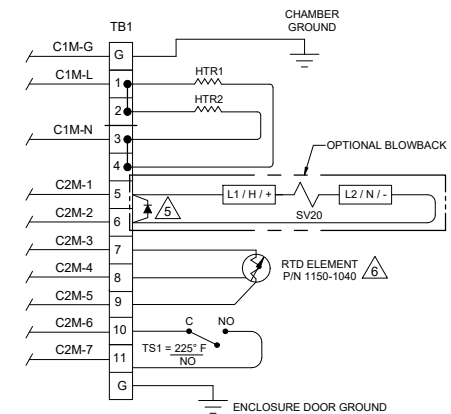 CHAMBER
GROUND
TB1
C1M-G
G
C1M-L
1
HTR1
2
HTR2
C1M-N
3
4
OPTIONAL BLOWBACK
C2M-1
5
L1 / H / +
L2 / N / -
5
SV20
C2M-2
6
C2M-3
7
RTD ELEMENT
P/N 1150-1040
6
C2M-4
8
C2M-5
9
C2M-6
10
C
NO
TS1 = 225° F
NO
C2M-7
11
G
ENCLOSURE DOOR GROUND